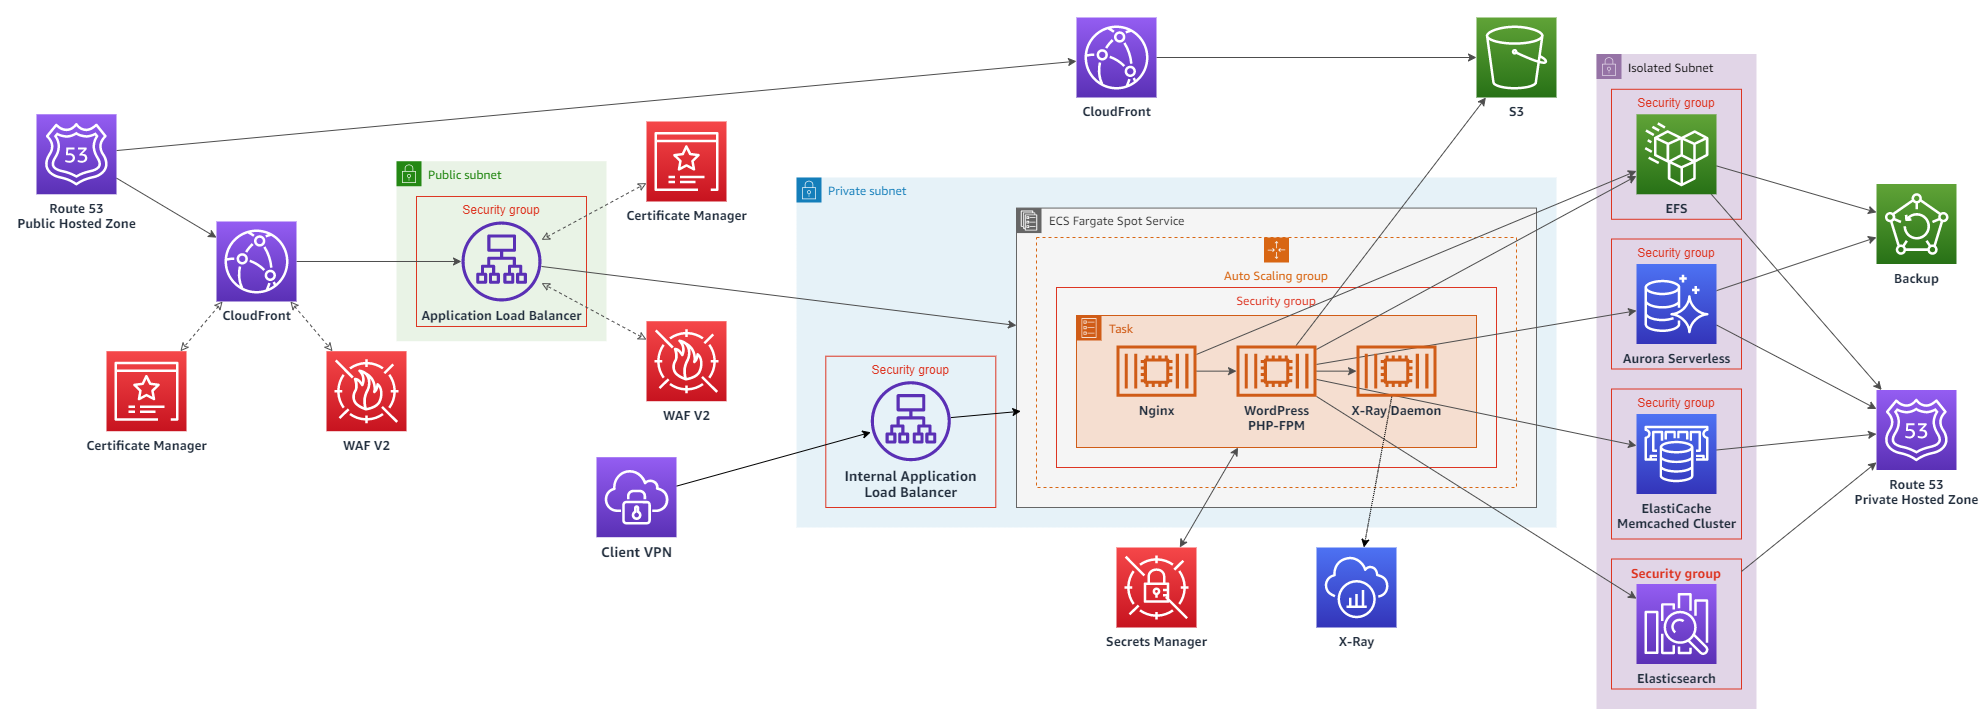 53
Route 53
Public Hosted Zone
CloudFront
Certificate Manager
WAF V2
Public subnet
Security group
Application Load Balancer
Certificate Manager
WAF V2
Client VPN
CloudFront
S3
Private subnet
Security group
Internal Application
Load Balancer
ECS Fargate Spot Service
Auto Scaling group
Security group
Task
Nginx
WordPress
PHP-FPM
X-Ray Daemon
Secrets Manager
X-Ray
Isolated Subnet
Security group
EFS
Security group
Aurora Serverless
Security group
ElastiCache
Memcached Cluster
Security group
Elasticsearch
Backup
53
Route 53
Private Hosted Zone